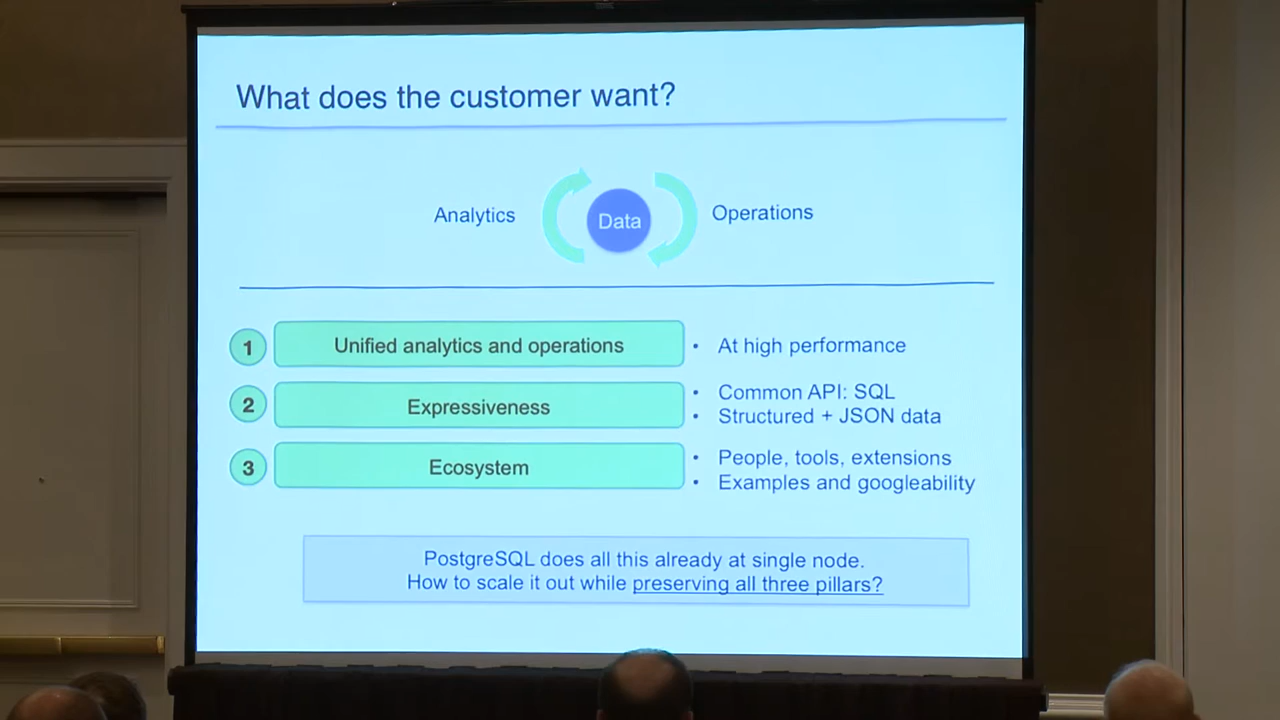 What does the customer want?
Analytics
Data
Operations
1
Unified analytics and operations
• At high performance
2
Expressiveness
• Common API: SQL
• Structured + JSON data
3
Ecosystem
• People, tools, extensions
• Examples and googleability
PostgreSQL does all this already at single node.
How to scale it out while preserving all three pillars?